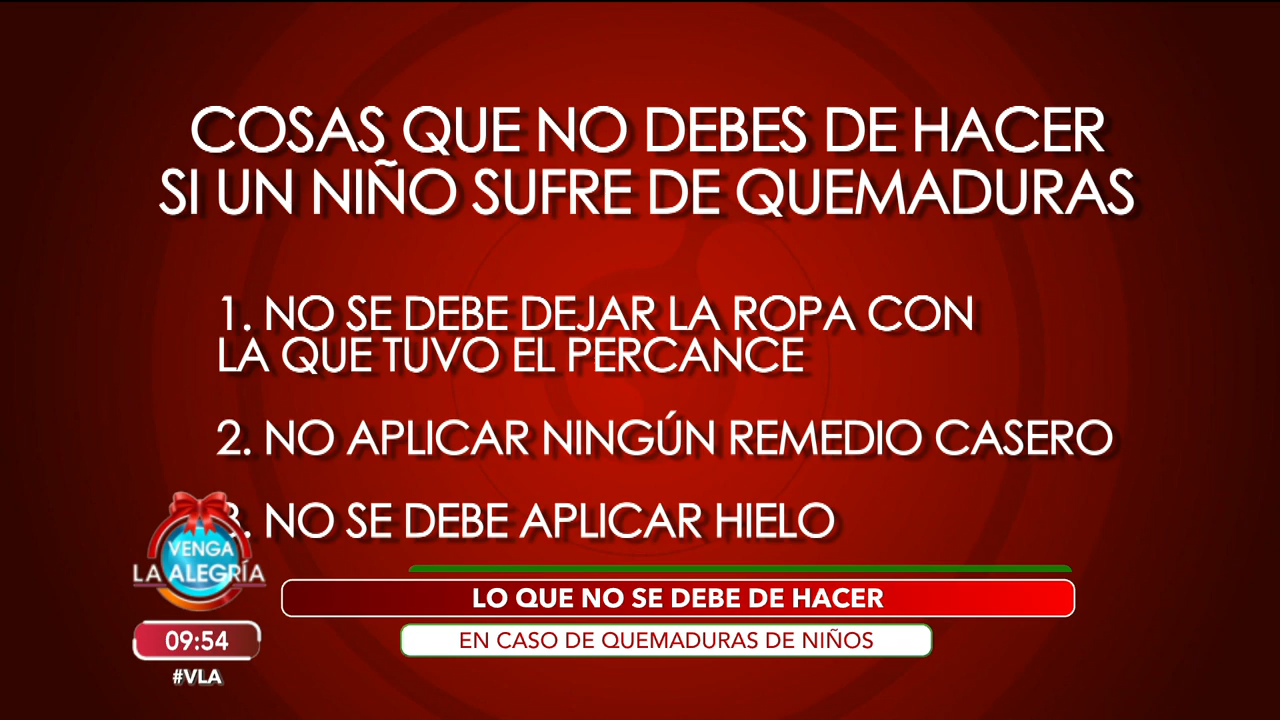 COSAS QUE NO DEBES DE HACER
SI UN NIÑO SUFRE DE QUEMADURAS
1. NO SE DEBE DEJAR LA ROPA CON
LA QUE TUVO EL PERCANCE
2. NO APLICAR NINGÚN REMEDIO CASERO
3. NO SE DEBE APLICAR HIELO
VENGA
LA ALEGRÍA
LO QUE NO SE DEBE DE HACER
EN CASO DE QUEMADURAS DE NIÑOS
09:54
#VLA